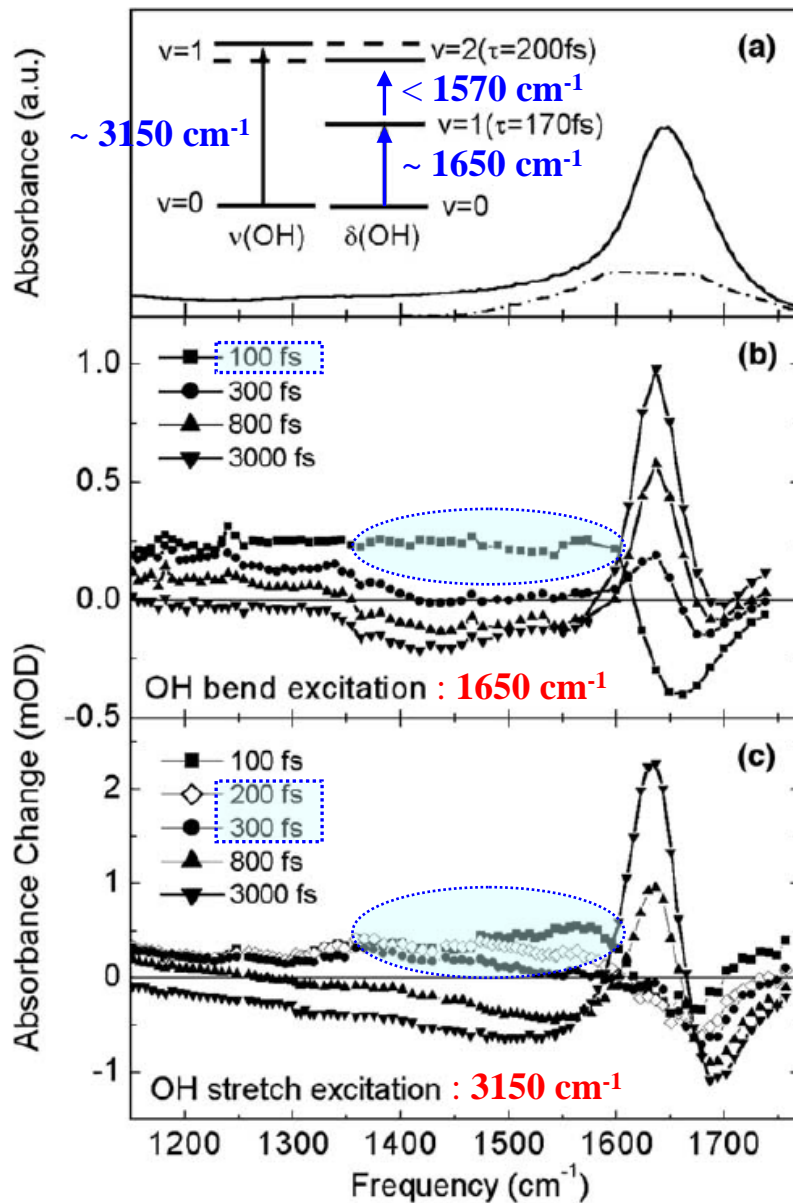 (a)
v=1
v=2(τ=200fs)
< 1570 cm⁻¹
~ 3150 cm⁻¹
v=1(τ=170fs)
~ 1650 cm⁻¹
v=0
v=0
ν(OH)
δ(OH)
Absorbance (a.u.)
(b)
100 fs
300 fs
800 fs
3000 fs
1.0
0.5
0.0
-0.5
OH bend excitation : 1650 cm⁻¹
(c)
100 fs
200 fs
300 fs
800 fs
3000 fs
2
1
0
-1
OH stretch excitation : 3150 cm⁻¹
Absorbance Change (mOD)
1200 1300 1400 1500 1600 1700
Frequency (cm⁻¹)